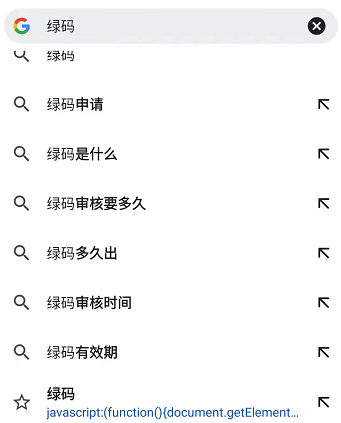 绿码
绿码
绿码申请
绿码是什么
绿码审核要多久
绿码多久出
绿码审核时间
绿码有效期
绿码
javascript:(function(){document.getElement...